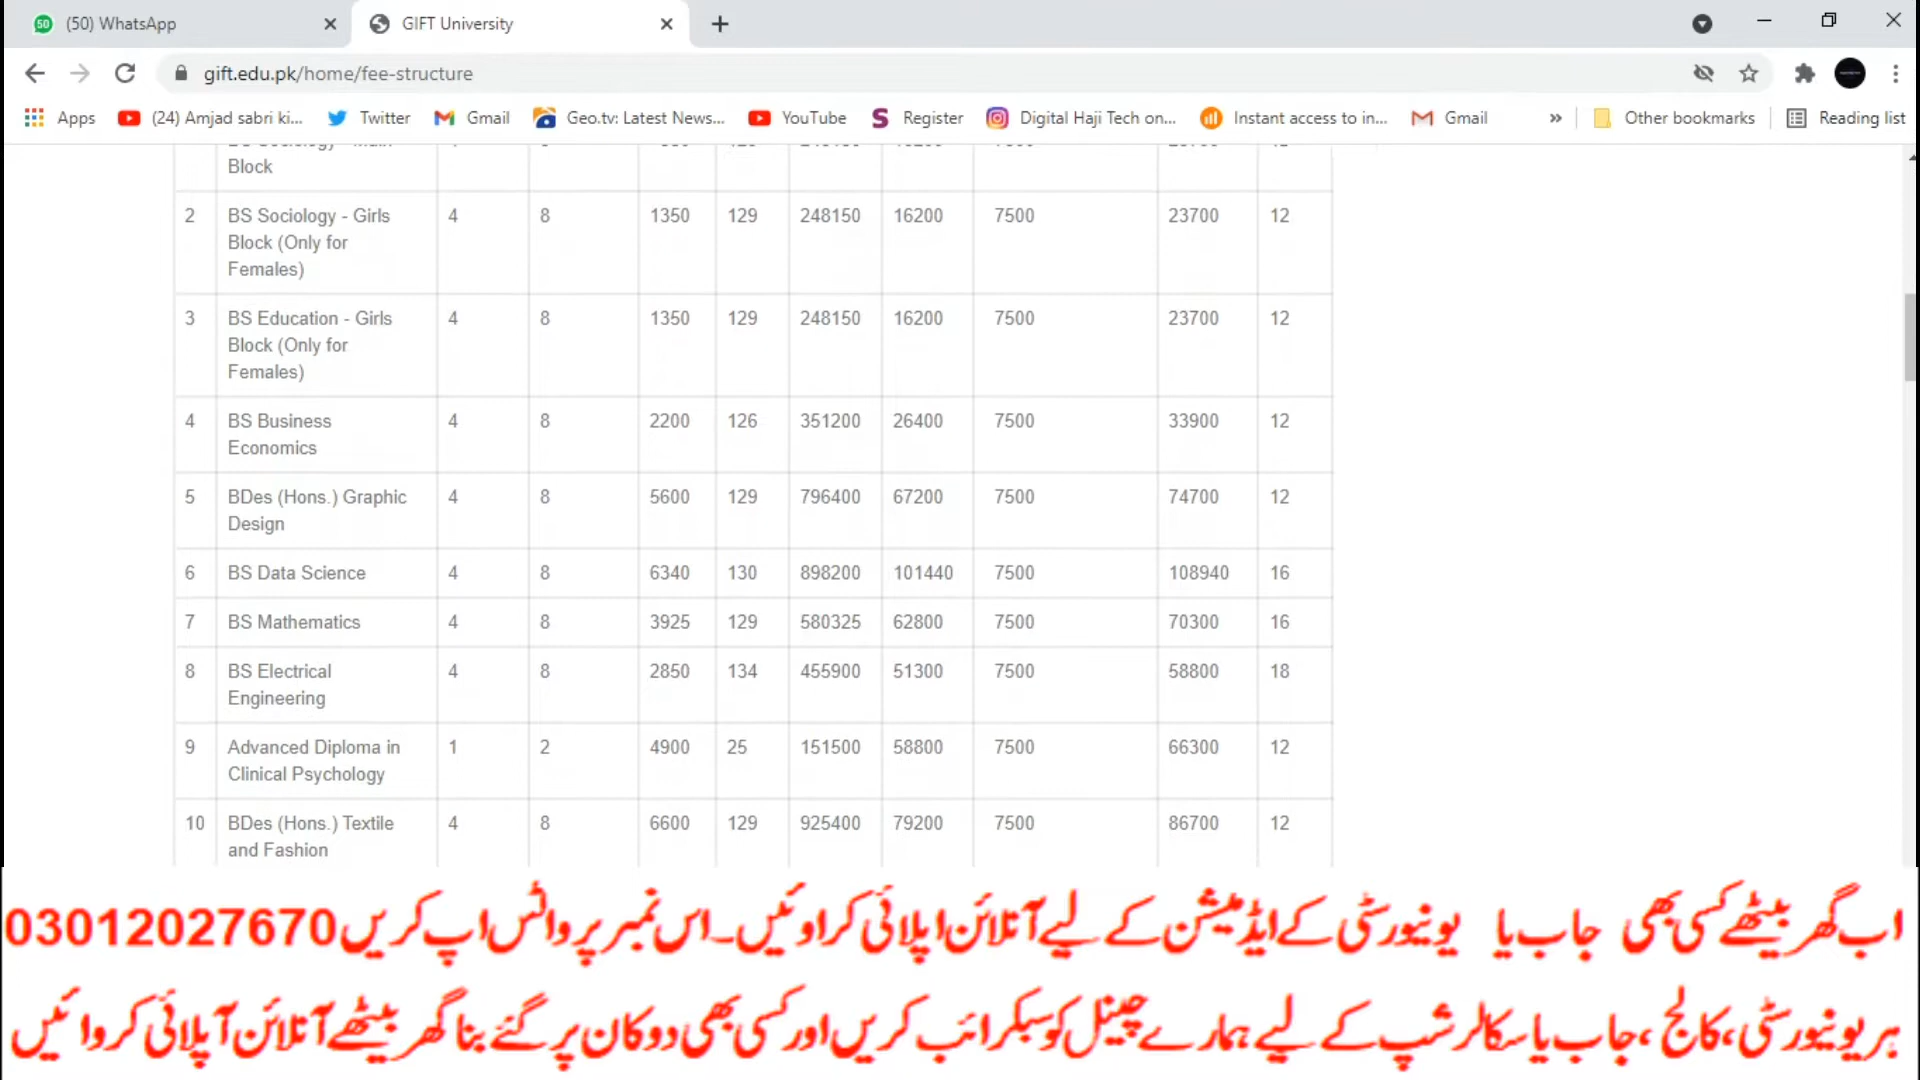 50 (50) WhatsApp GIFT University
gift.edu.pk/home/fee-structure
Apps (24) Amjad sabri ki... Twitter Gmail Geo.tv: Latest News... YouTube Register Digital Haji Tech on... Instant access to in... Gmail » Other bookmarks Reading list
Block
2 BS Sociology - Girls 4 8 1350 129 248150 16200 7500 23700 12
Block (Only for
Females)
3 BS Education - Girls 4 8 1350 129 248150 16200 7500 23700 12
Block (Only for
Females)
4 BS Business 4 8 2200 126 351200 26400 7500 33900 12
Economics
5 BDes (Hons.) Graphic 4 8 5600 129 796400 67200 7500 74700 12
Design
6 BS Data Science 4 8 6340 130 898200 101440 7500 108940 16
7 BS Mathematics 4 8 3925 129 580325 62800 7500 70300 16
8 BS Electrical 4 8 2850 134 455900 51300 7500 58800 18
Engineering
9 Advanced Diploma in 1 2 4900 25 151500 58800 7500 66300 12
Clinical Psychology
10 BDes (Hons.) Textile 4 8 6600 129 925400 79200 7500 86700 12
and Fashion
اب گھر بیٹھے کسی بھی جاب یا یونیورسٹی کے ایڈمیشن کے لیے آنلائن اپلائی کراوئیں۔اس نمبر پر واٹس اپ کریں 03012027670
ہر یونیورسٹی،کالج ،جاب یا سکالرشپ کے لیے ہمارے چینل کو سبکرائب کریں اور کسی بھی دوکان پر گئے بنا گھر بیٹھے آنلائن آپلائی کروائیں